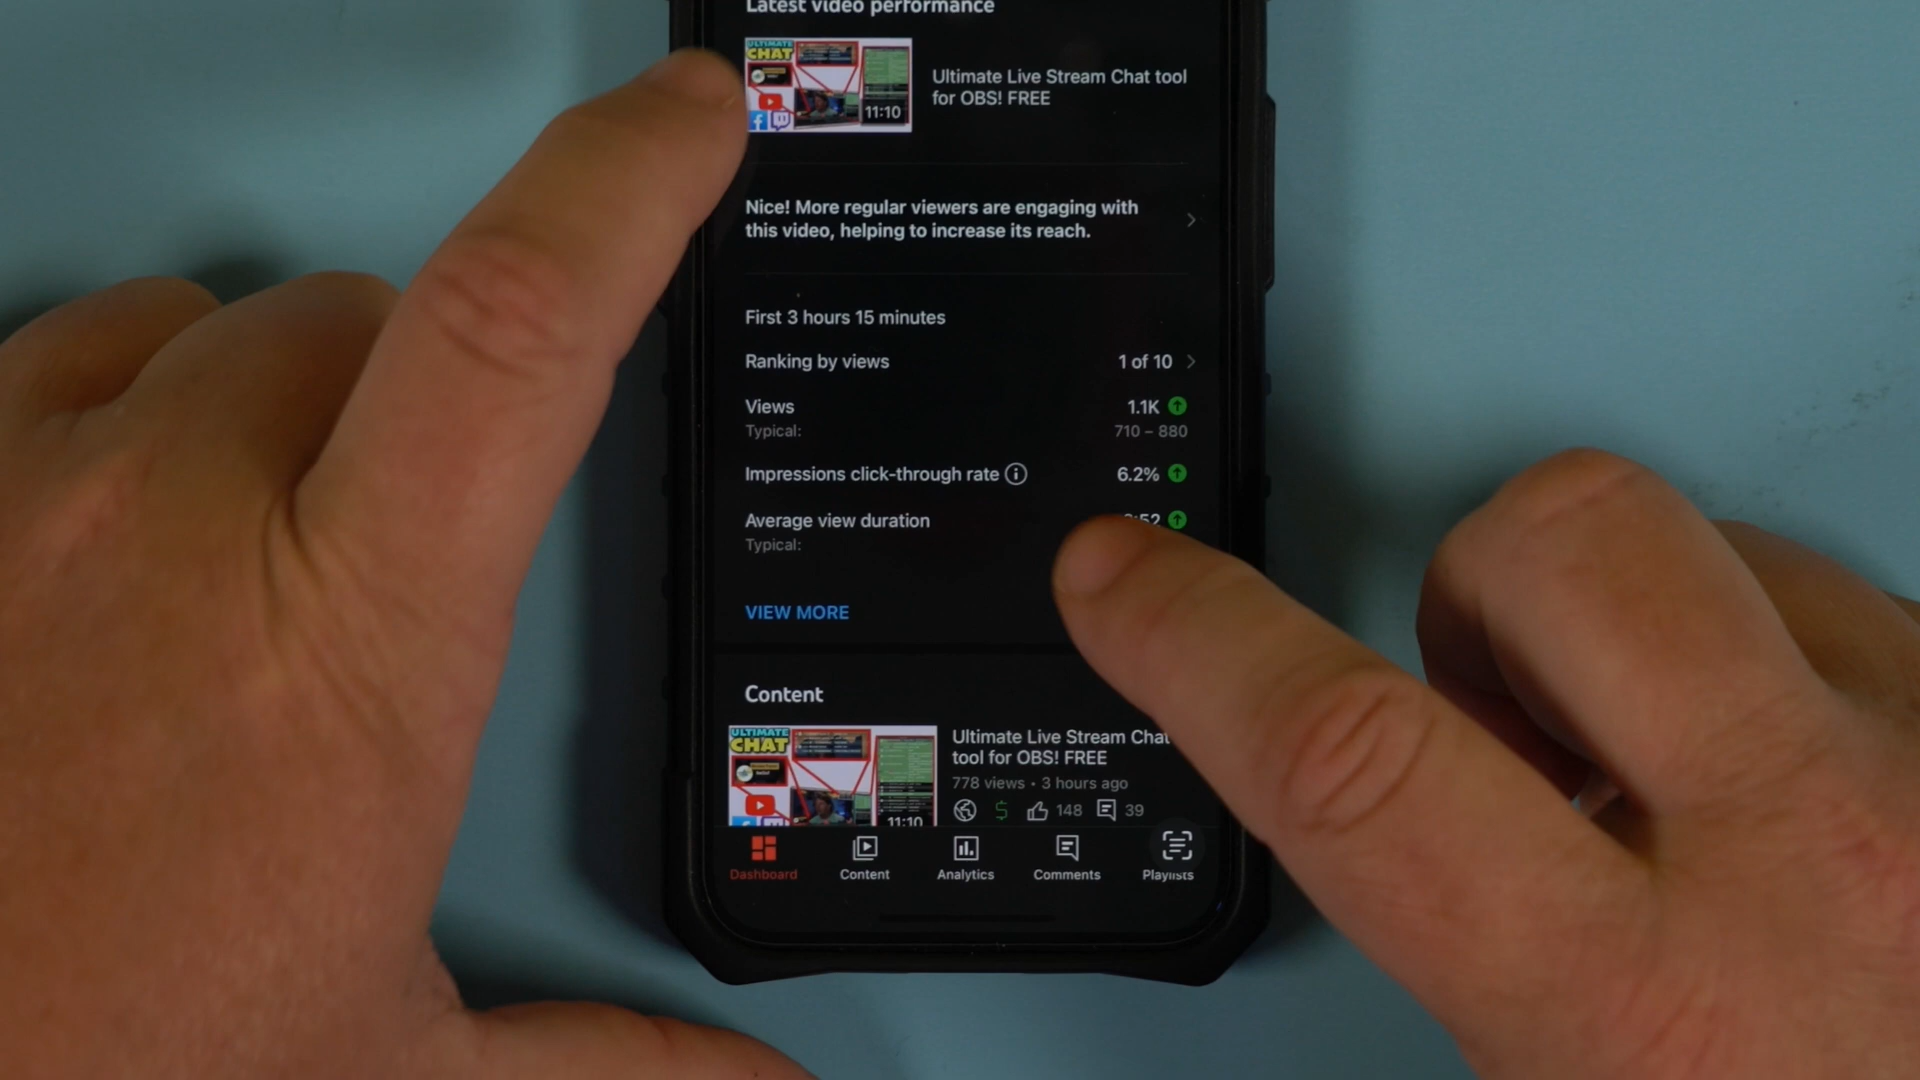 Latest video performance
ULTIMATE
CHAT
11:10
Ultimate Live Stream Chat tool
for OBS! FREE
Nice! More regular viewers are engaging with
this video, helping to increase its reach.
First 3 hours 15 minutes
Ranking by views 1 of 10
Views 1.1K
Typical: 710 – 880
Impressions click-through rate 6.2%
Average view duration :52
Typical:
VIEW MORE
Content
ULTIMATE
CHAT
11:10
Ultimate Live Stream Chat
tool for OBS! FREE
778 views • 3 hours ago
148 39
Dashboard Content Analytics Comments Playlists